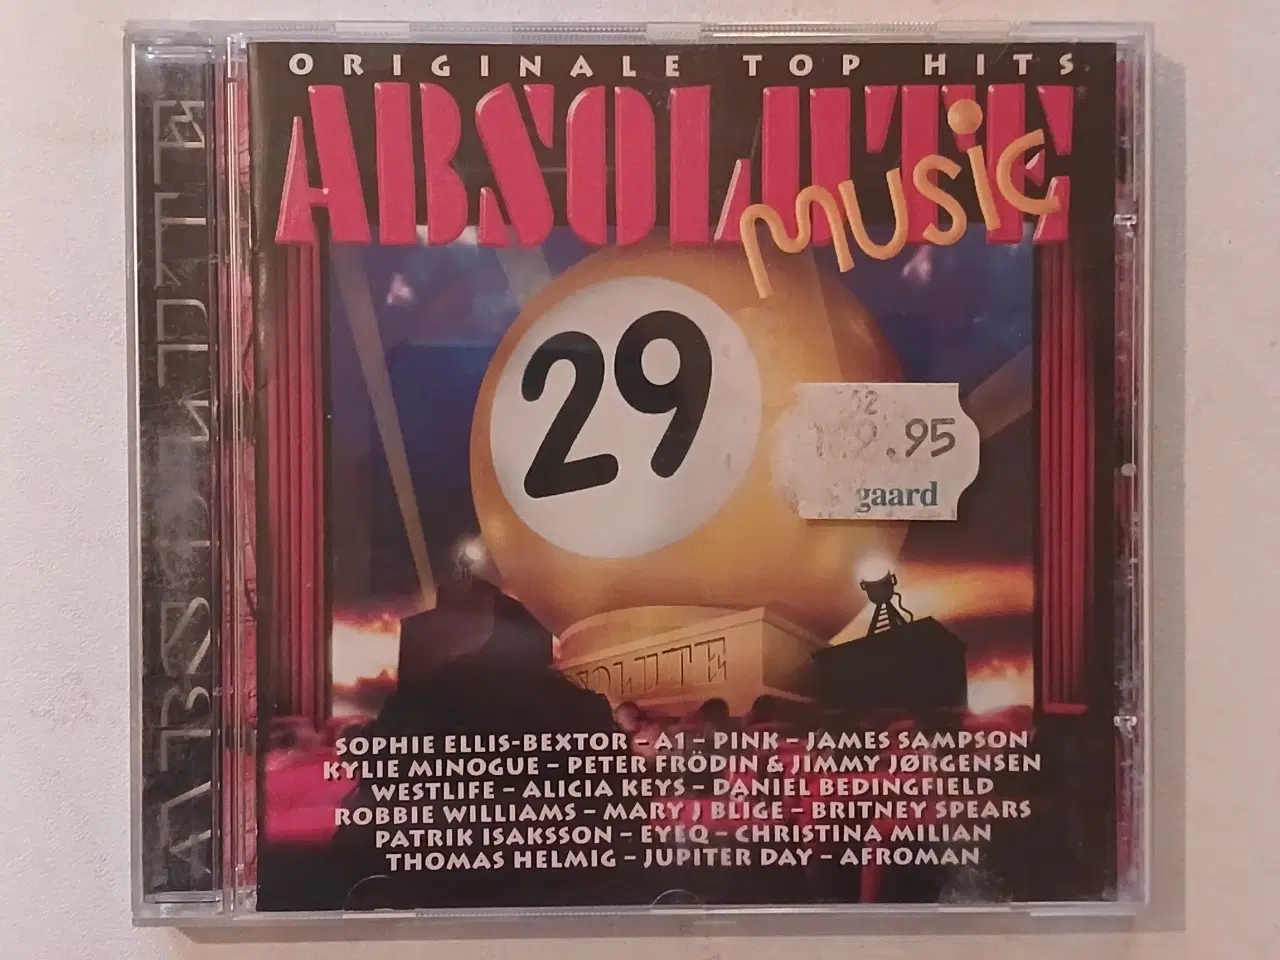 ORIGINALE TOP HITS
ABSOLUTE
MUSIC
29
.95
gaard
SOPHIE ELLIS-BEXTOR – A1 – PINK – JAMES SAMPSON
KYLIE MINOGUE – PETER FRÖDIN & JIMMY JØRGENSEN
WESTLIFE – ALICIA KEYS – DANIEL BEDINGFIELD
ROBBIE WILLIAMS – MARY J BLIGE – BRITNEY SPEARS
PATRIK ISAKSSON – EYEQ – CHRISTINA MILIAN
THOMAS HELMIG – JUPITER DAY – AFROMAN
ABSOLUTE